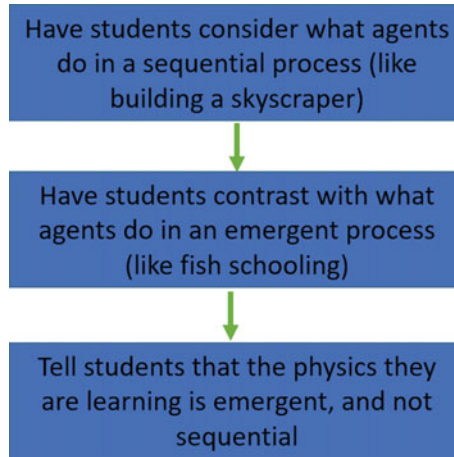 Have students consider what agents
do in a sequential process (like
building a skyscraper)
Have students contrast with what
agents do in an emergent process
(like fish schooling)
Tell students that the physics they
are learning is emergent, and not
sequential